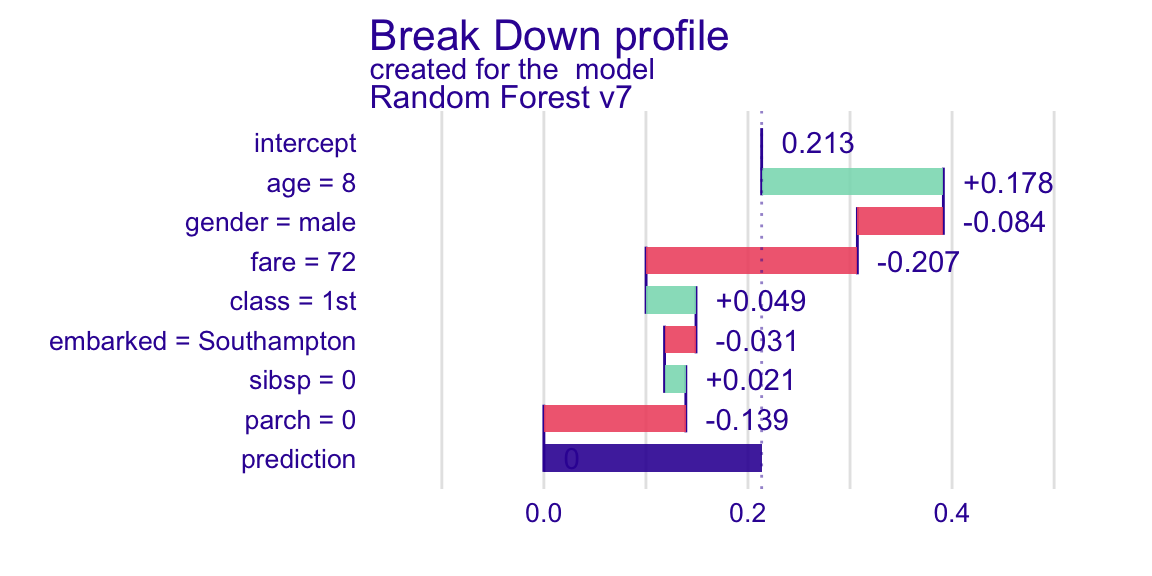 Break Down profile
created for the  model
Random Forest v7
intercept 0.213
age = 8 +0.178
gender = male -0.084
fare = 72 -0.207
class = 1st +0.049
embarked = Southampton -0.031
sibsp = 0 +0.021
parch = 0 -0.139
prediction 0
0.0 0.2 0.4